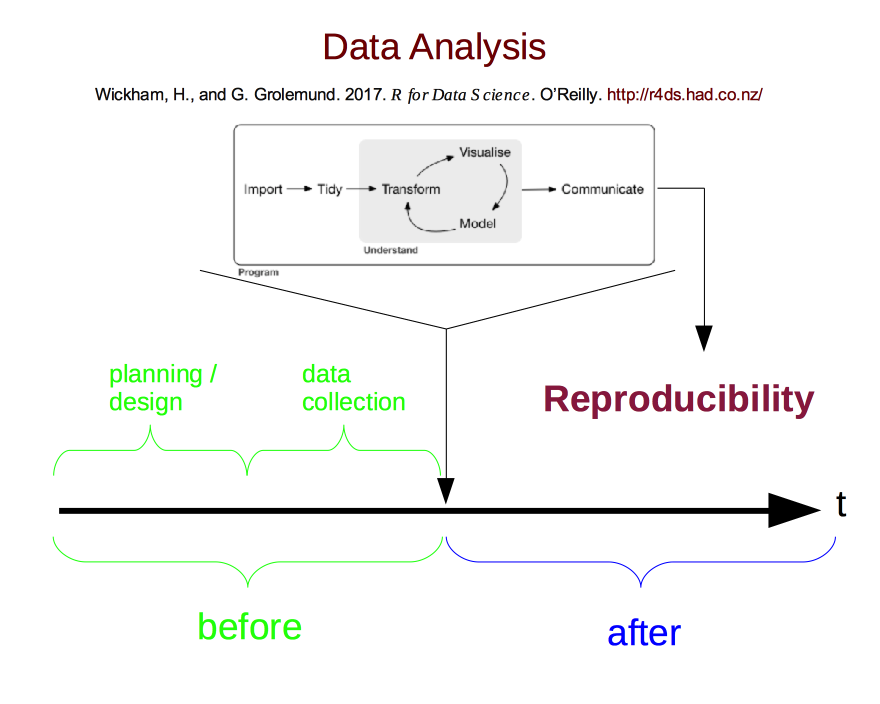 Data Analysis
Wickham, H., and G. Grolemund. 2017. R for Data Science. O’Reilly. http://r4ds.had.co.nz/
Visualise
Import Tidy Transform Communicate
Model
Understand
Program
planning /
design
data
collection
Reproducibility
t
before
after